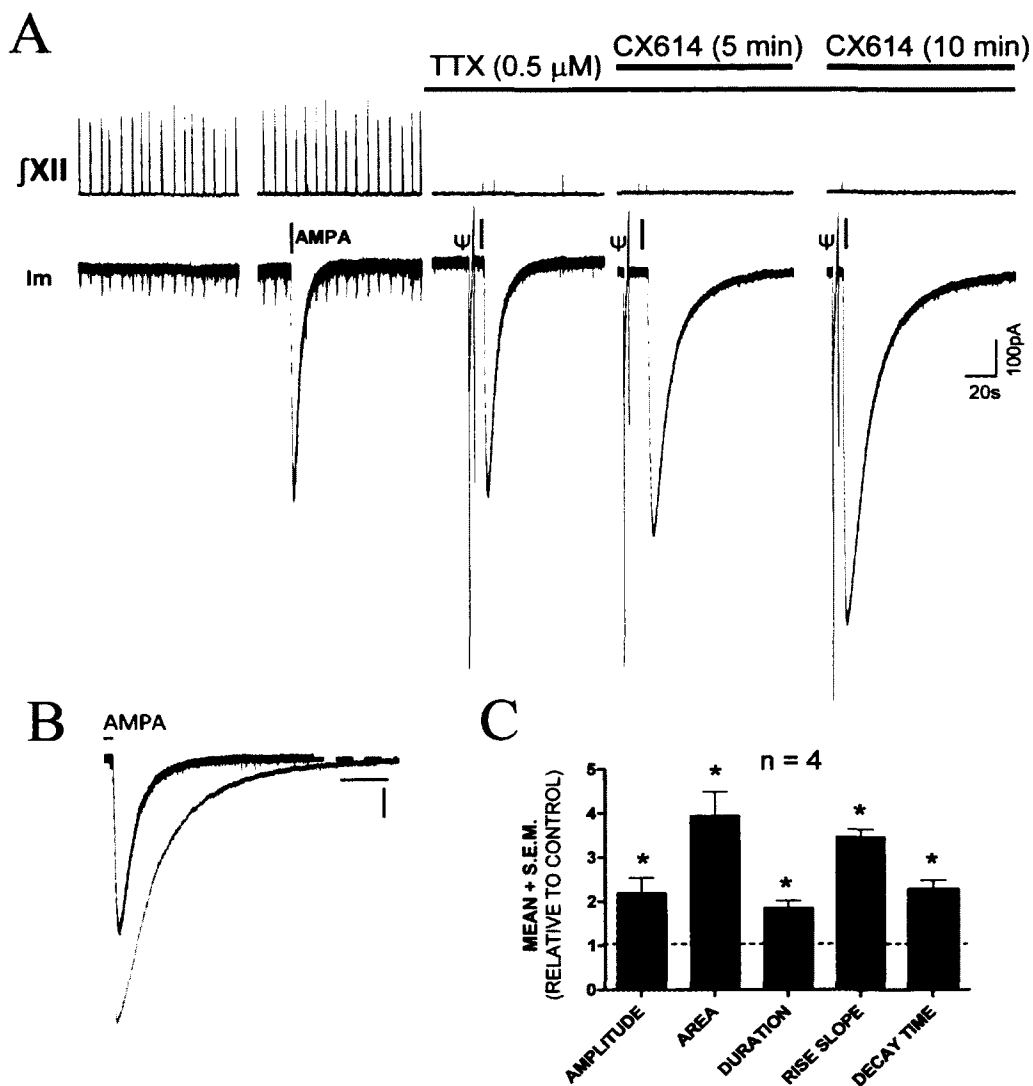 A
TTX (0.5 µM)
CX614 (5 min)
CX614 (10 min)
∫XII
AMPA
ψ
ψ
ψ
Im
100pA
20s
B
AMPA
C
n = 4
MEAN + S.E.M.
(RELATIVE TO CONTROL)
5
4
3
2
1
0
*
*
*
*
*
AMPLITUDE
AREA
DURATION
RISE SLOPE
DECAY TIME